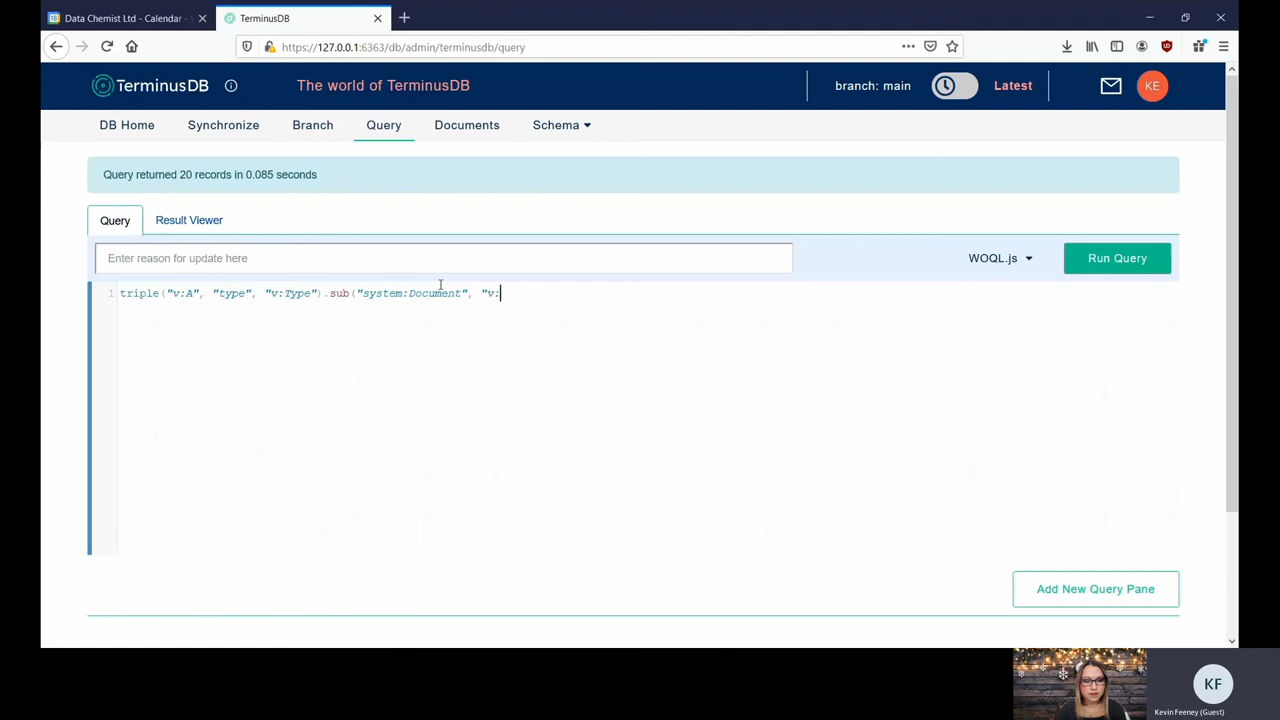 Data Chemist Ltd - Calendar -
TerminusDB
https://127.0.0.1:6363/db/admin/terminusdb/query
TerminusDB
The world of TerminusDB
branch: main
Latest
KE
DB Home
Synchronize
Branch
Query
Documents
Schema
Query returned 20 records in 0.085 seconds
Query
Result Viewer
Enter reason for update here
WOQL.js
Run Query
1 triple("v:A", "type", "v:Type").sub("system:Document", "v:
Add New Query Pane
KF
Kevin Feeney (Guest)